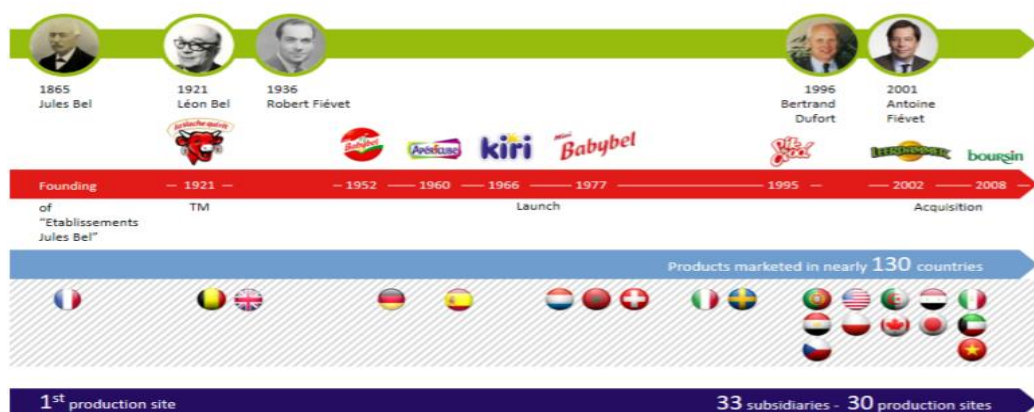 1865
Jules Bel
1921
Léon Bel
1936
Robert Fiévet
1996
Bertrand
Dufort
2001
Antoine
Fiévet
la vache qui rit
Babybel
Apéricube
kiri
Mini
Babybel
Pik
Croq'
LEERDAMMER
boursin
Founding
1921
1952
1960
1966
1977
1995
2002
2008
of
"Etablissements
Jules Bel"
TM
Launch
Acquisition
Products marketed in nearly 130 countries
1st production site
33 subsidiaries - 30 production sites